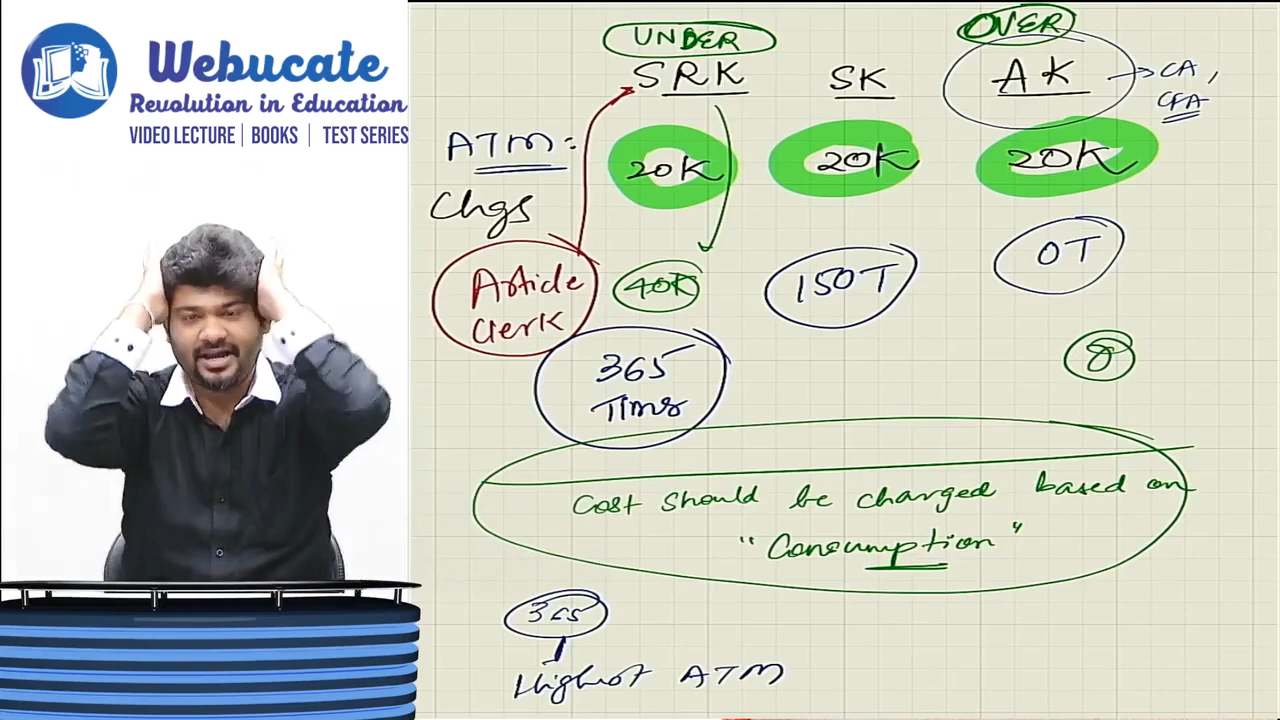 Webucate
Revolution in Education
VIDEO LECTURE | BOOKS | TEST SERIES
UNDER
OVER
SRK SK AK → CA,
CFA
ATM:
20K 20K 20K
Chgs
Article
Clerk
40K 150T 0T
365
Times
8
Cost should be charged based on
"Consumption"
365
Highest ATM